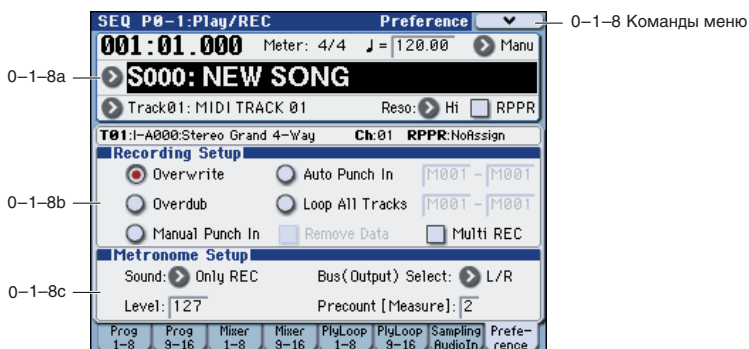 SEQ P0-1:Play/REC Preference
0–1–8 Команды меню
001:01.000 Meter: 4/4 ♩= 120.00 Manu
0–1–8a
S000: NEW SONG
Track01: MIDI TRACK 01 Reso: Hi RPPR
T01:I-A000:Stereo Grand 4-Way Ch:01 RPPR:NoAssign
Recording Setup
Overwrite Auto Punch In M001 - M001
0–1–8b
Overdub Loop All Tracks M001 - M001
Manual Punch In Remove Data Multi REC
Metronome Setup
Sound: Only REC Bus(Output) Select: L/R
0–1–8c
Level: 127 Precount [Measure]: 2
Prog 1-8 Prog 9-16 Mixer 1-8 Mixer 9-16 PlyLoop 1-8 PlyLoop 9-16 Sampling AudioIn Prefe-rence